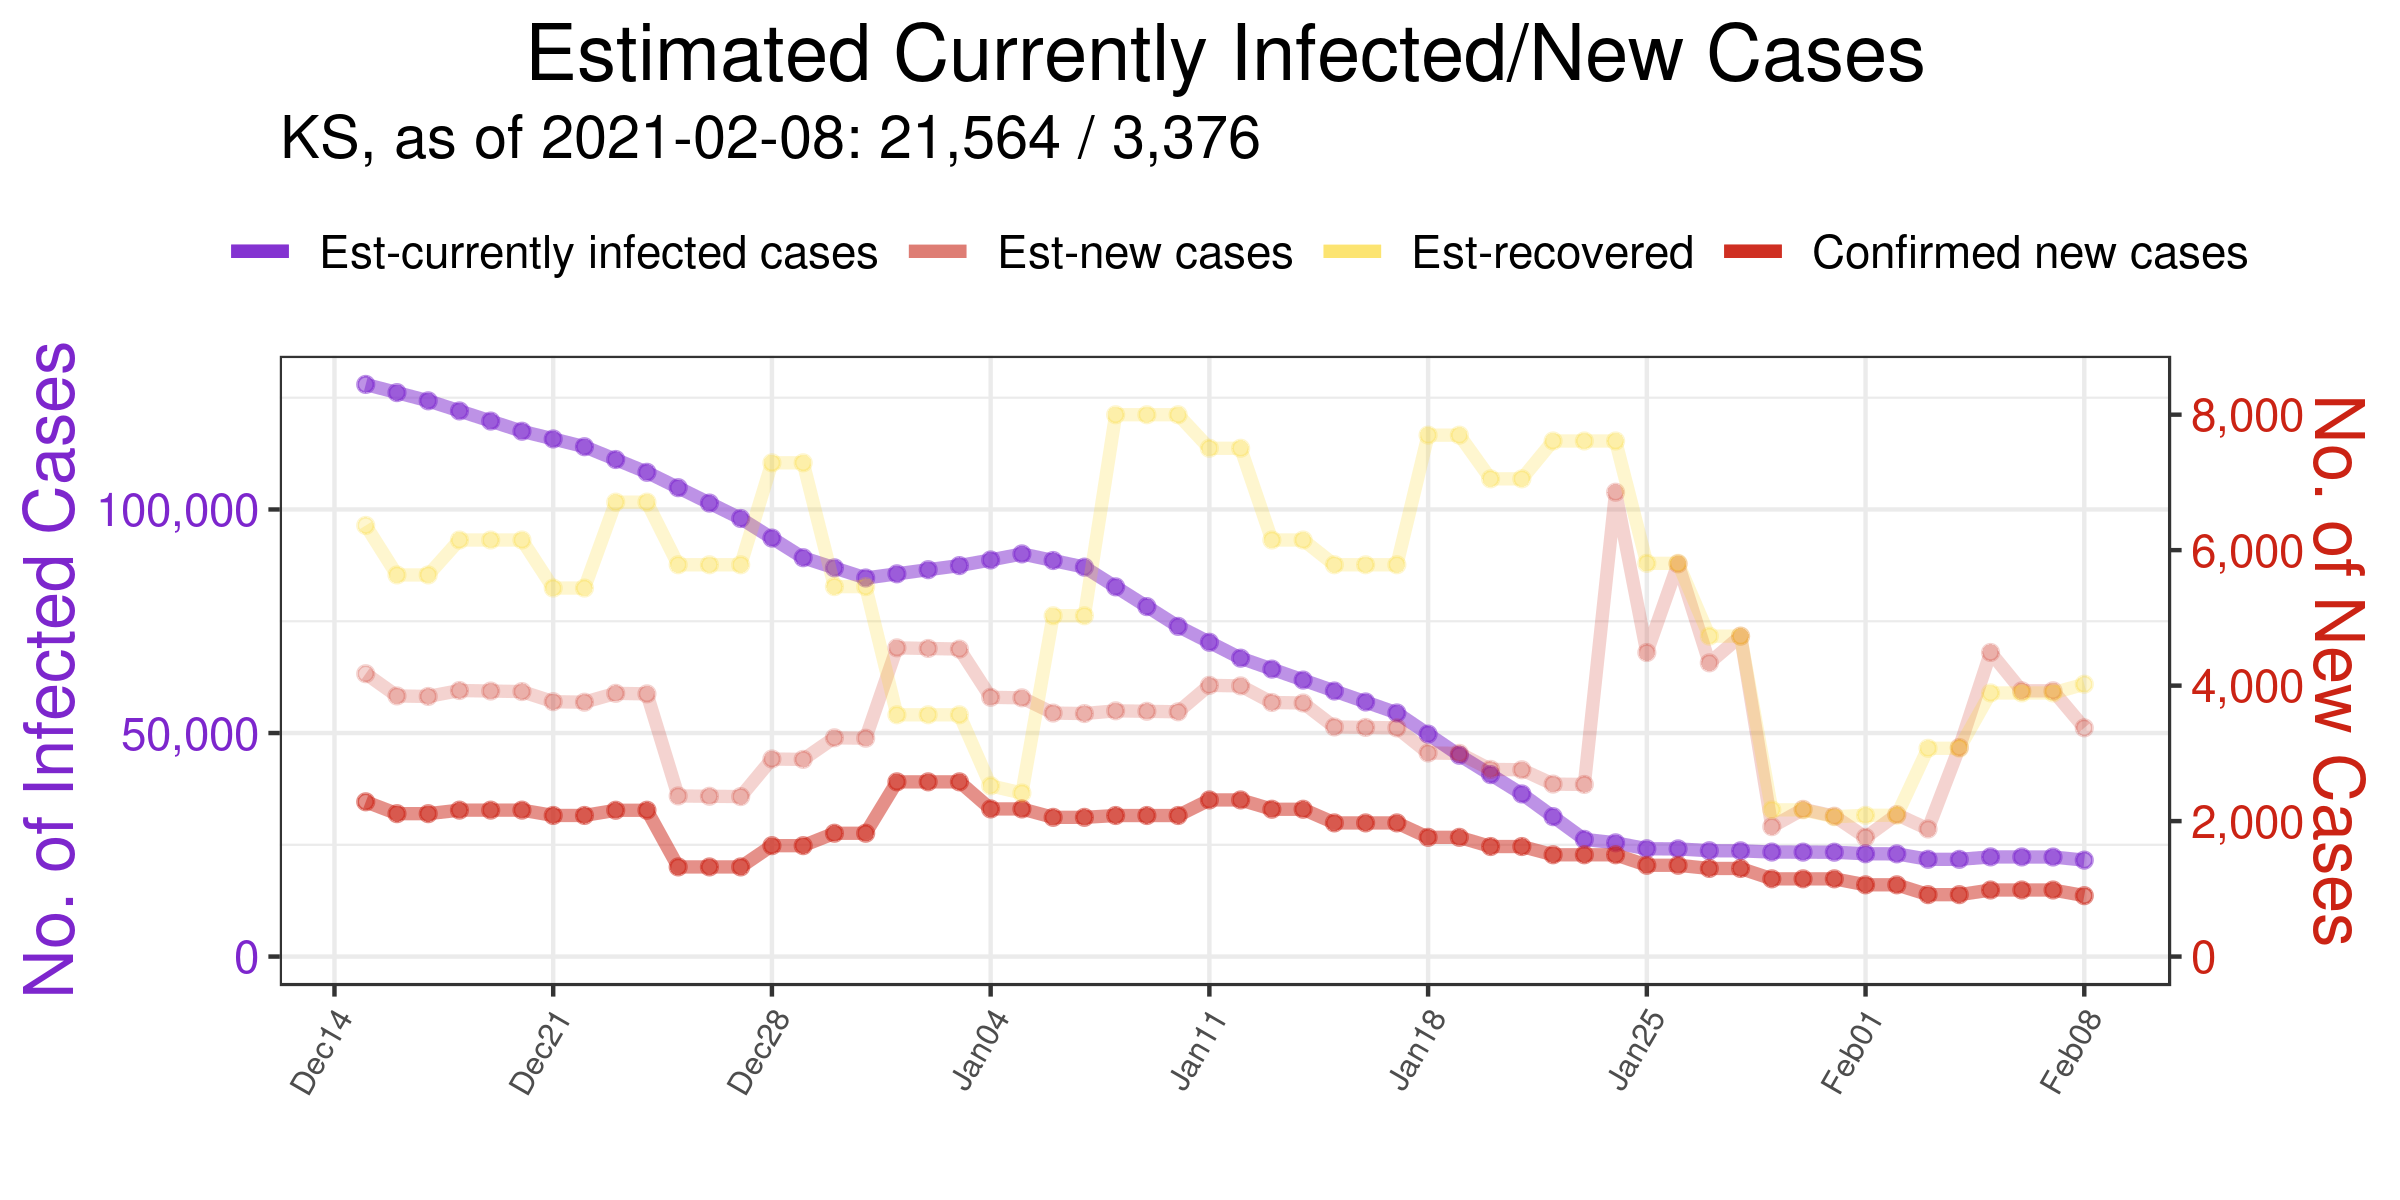 Estimated Currently Infected/New Cases
KS, as of 2021-02-08: 21,564 / 3,376
Est-currently infected cases Est-new cases Est-recovered Confirmed new cases
No. of Infected Cases
100,000
50,000
0
8,000
6,000
4,000
2,000
0
No. of New Cases
Dec14 Dec21 Dec28 Jan04 Jan11 Jan18 Jan25 Feb01 Feb08